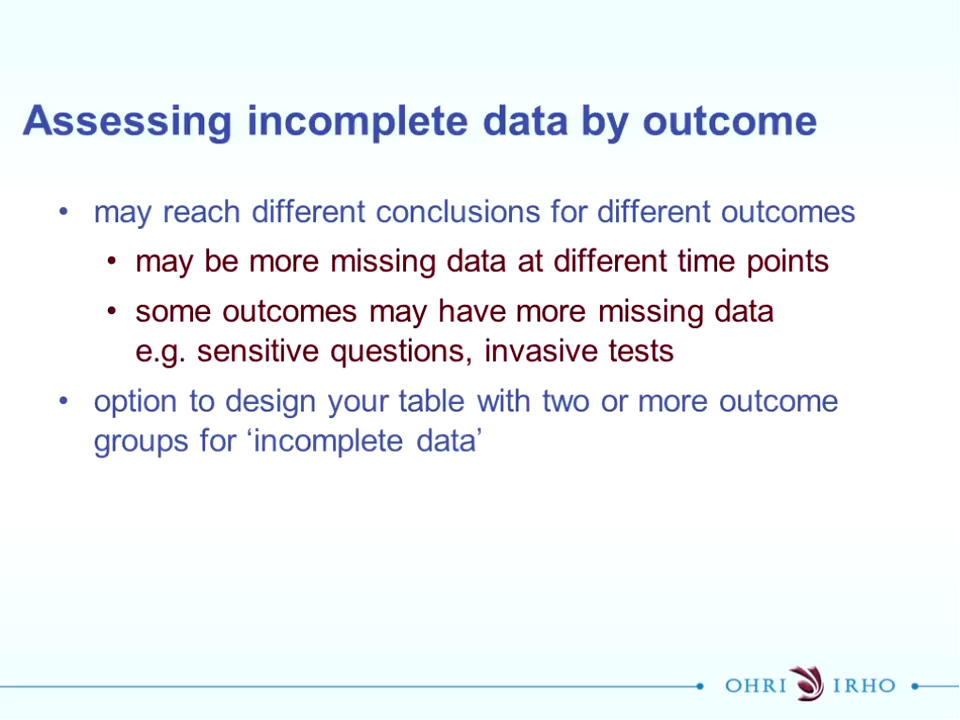 Assessing incomplete data by outcome
• may reach different conclusions for different outcomes
• may be more missing data at different time points
• some outcomes may have more missing data
e.g. sensitive questions, invasive tests
• option to design your table with two or more outcome
groups for ‘incomplete data’
OHRI IRHO